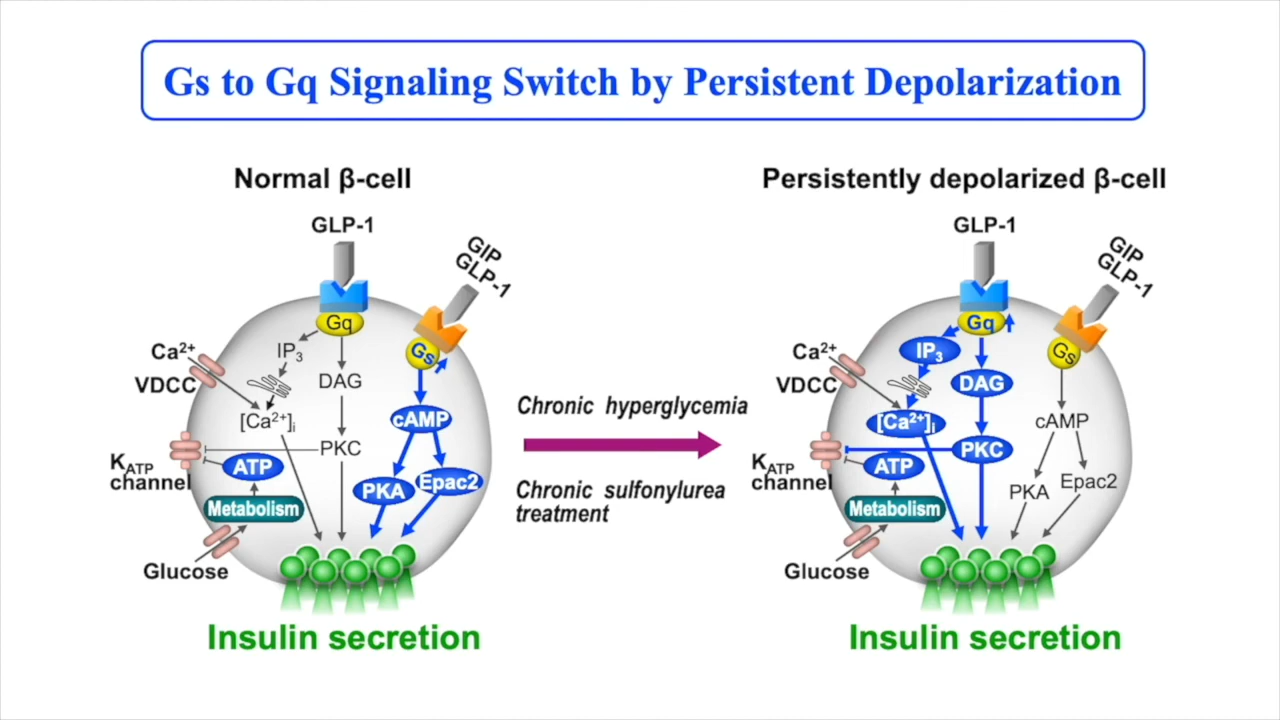 Gs to Gq Signaling Switch by Persistent Depolarization
Normal β-cell
GLP-1
GIP
GLP-1
Gq
Gs
Ca²⁺
VDCC
IP₃
DAG
[Ca²⁺]ᵢ
cAMP
PKC
K_ATP
channel
ATP
PKA
Epac2
Metabolism
Glucose
Insulin secretion
Chronic hyperglycemia
Chronic sulfonylurea
treatment
Persistently depolarized β-cell
GLP-1
GIP
GLP-1
Gq
Gs
Ca²⁺
VDCC
IP₃
DAG
[Ca²⁺]ᵢ
cAMP
PKC
K_ATP
channel
ATP
PKA
Epac2
Metabolism
Glucose
Insulin secretion